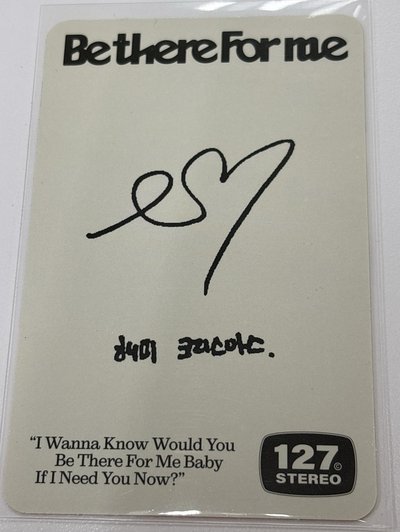 Be there For me
해피 크리스마스.
“I Wanna Know Would You
Be There For Me Baby
If I Need You Now?”
127©
STEREO